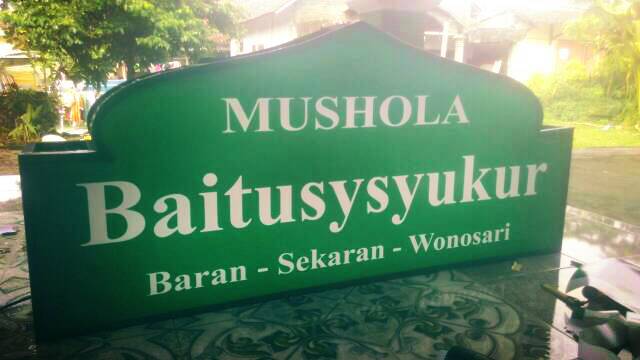 MUSHOLA
Baitusysyukur
Baran - Sekaran - Wonosari